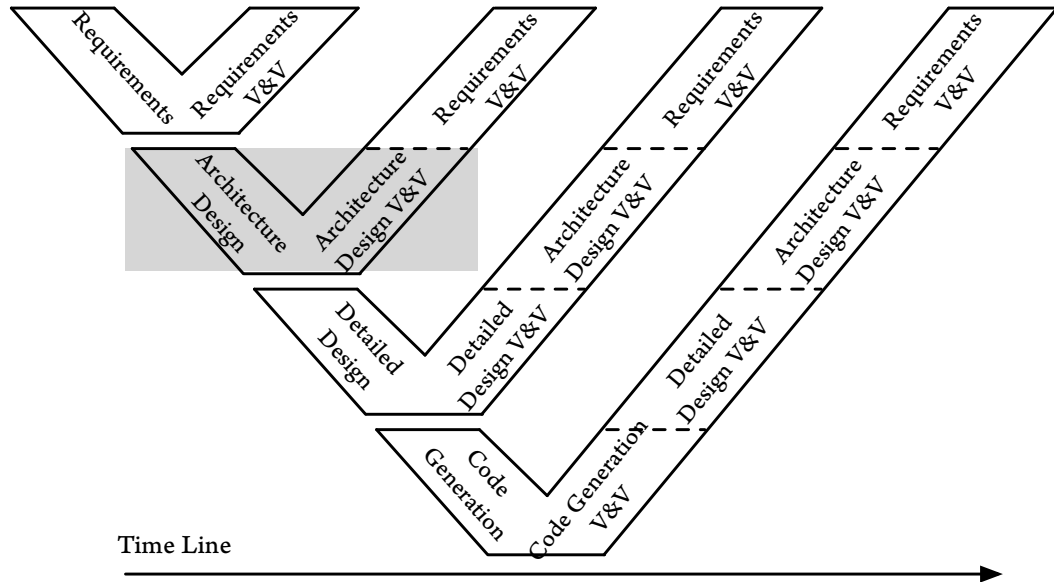 Requirements
Requirements
V&V
Architecture
Design
Architecture
Design V&V
Requirements
V&V
Detailed
Design
Detailed
Design V&V
Architecture
Design V&V
Requirements
V&V
Code
Generation
Code Generation
V&V
Detailed
Design V&V
Architecture
Design V&V
Requirements
V&V
Time Line